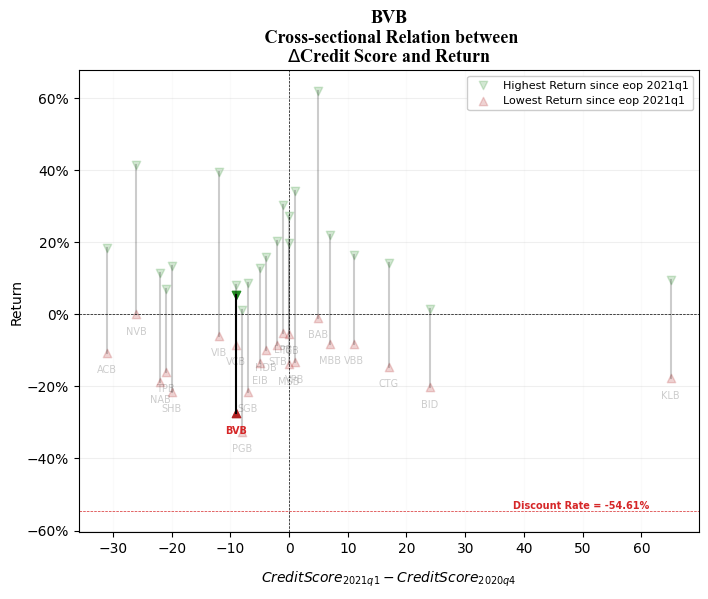 BVB
Cross-sectional Relation between
ΔCredit Score and Return
Highest Return since eop 2021q1
Lowest Return since eop 2021q1
60%
40%
20%
0%
−20%
−40%
−60%
Return
NVB
BAB
VIB
STB
VCB
MBB
VBB
ACB
HDB
EIB
CTG
TPB
NAB
SHB
SGB
BID
KLB
BVB
PGB
Discount Rate = -54.61%
−30
−20
−10
0
10
20
30
40
50
60
CreditScore2021q1 − CreditScore2020q4